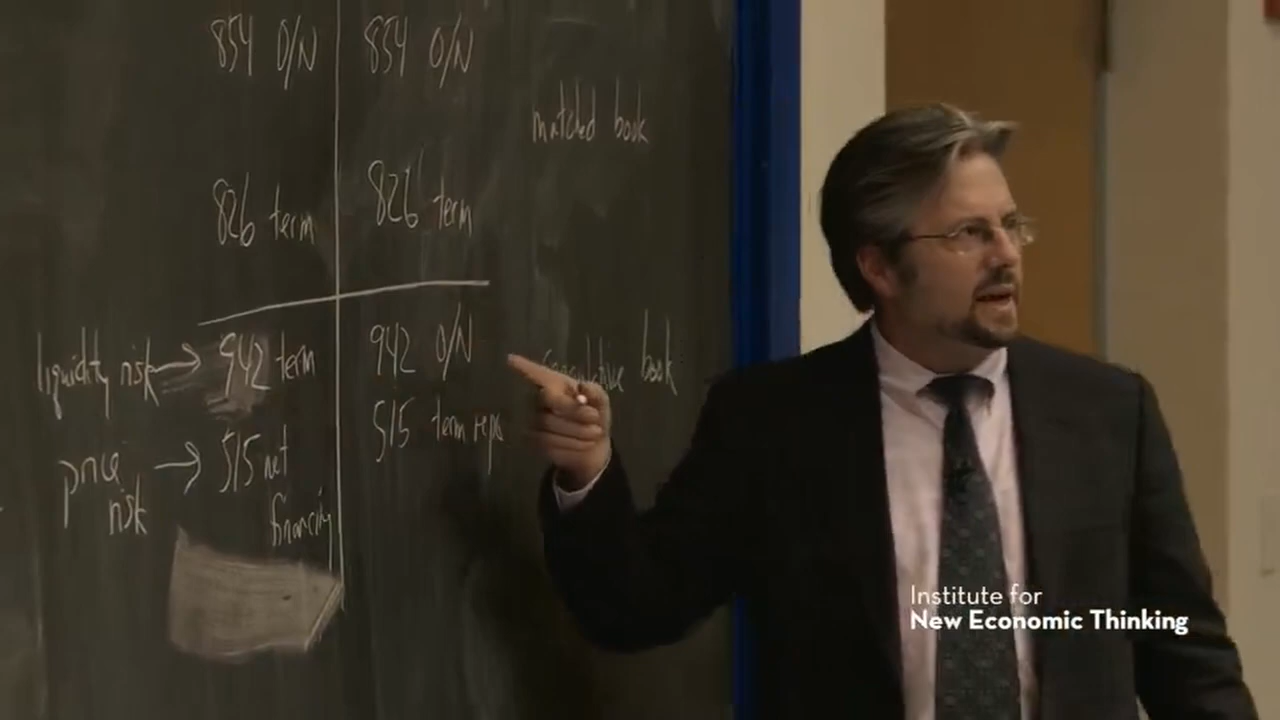 854 O/N 854 O/N
matched book
826 term 826 term
liquidity risk → 942 term 942 O/N
book
515 term repo
price risk → 515 net financing
Institute for
New Economic Thinking